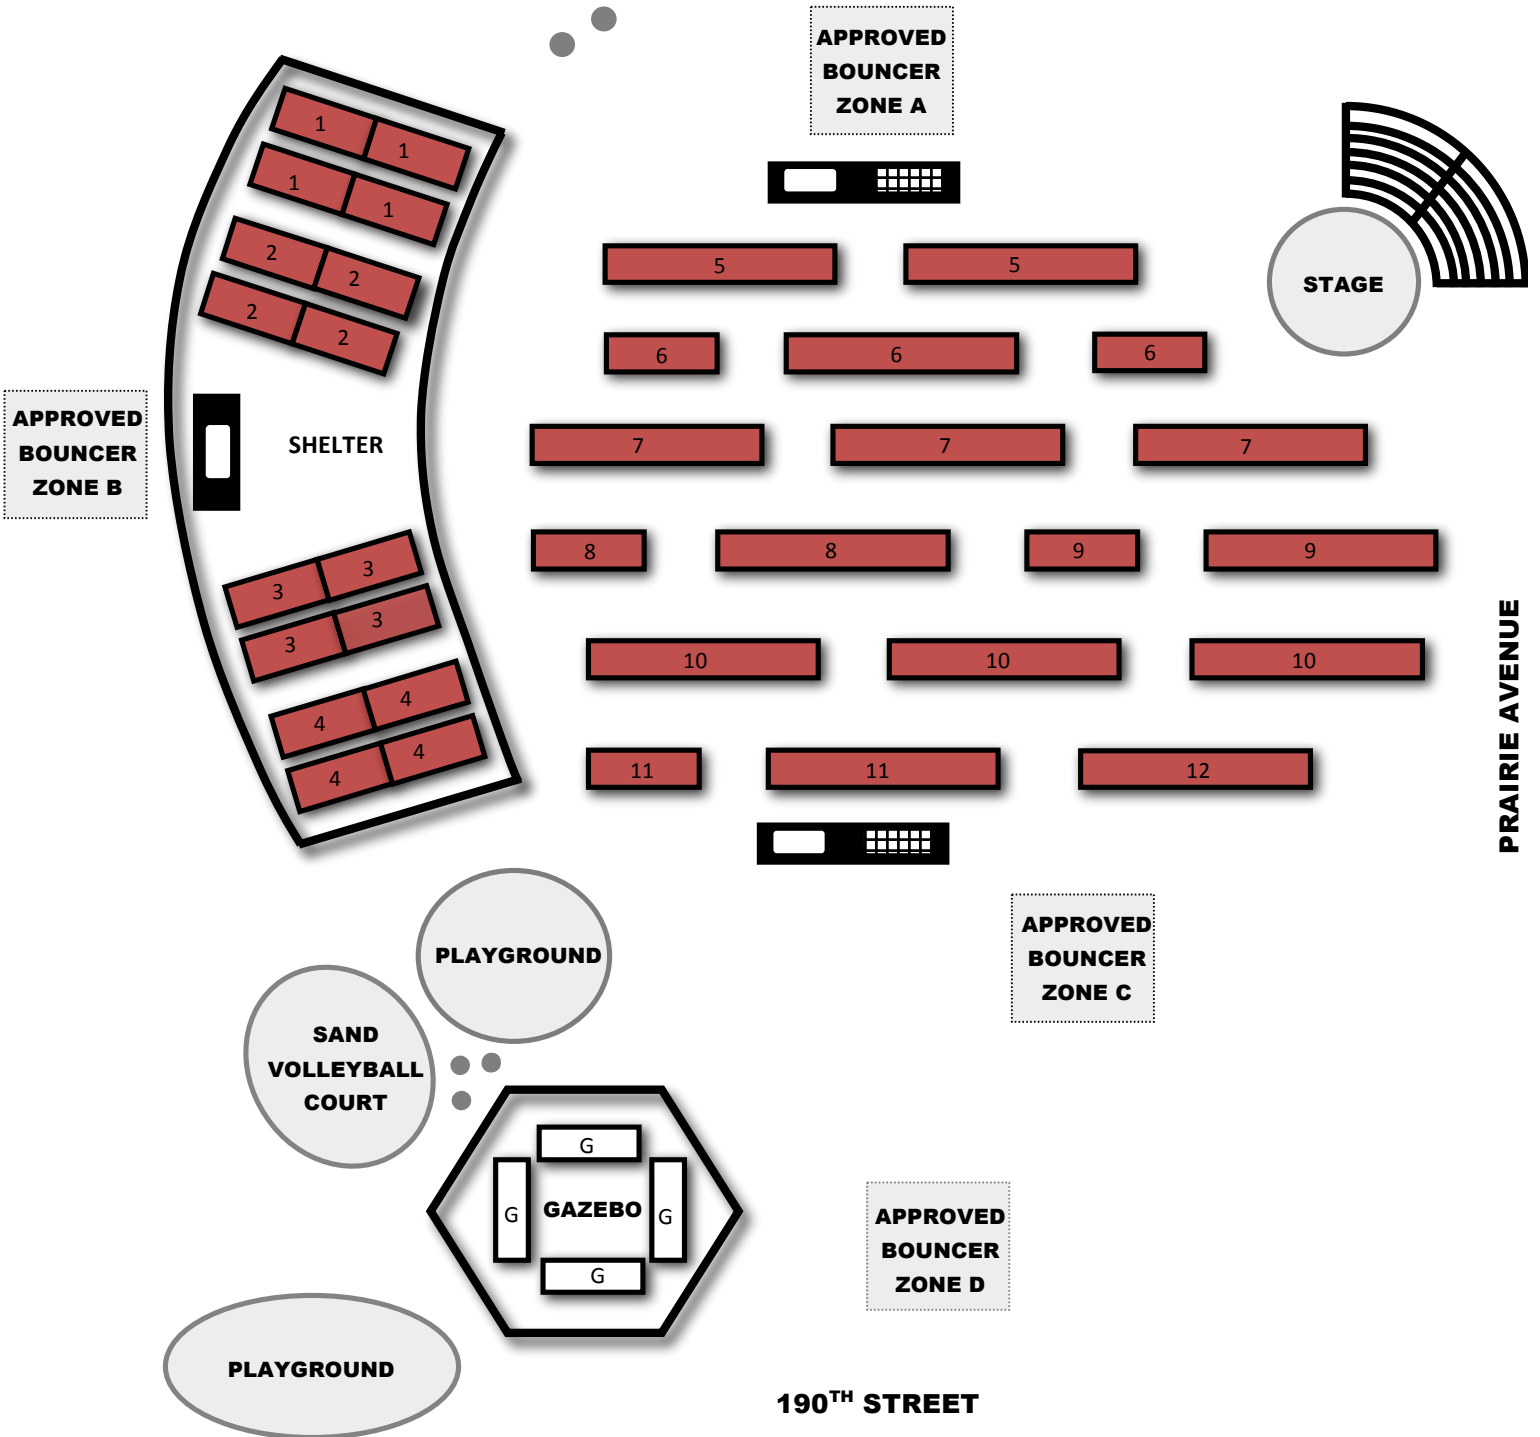 APPROVED
BOUNCER
ZONE A
1
1
1
1
2
2
2
2
5
5
STAGE
6
6
6
APPROVED
BOUNCER
ZONE B
SHELTER
7
7
7
8
8
9
9
3
3
3
3
10
10
10
4
4
4
4
11
11
12
PRAIRIE AVENUE
PLAYGROUND
APPROVED
BOUNCER
ZONE C
SAND
VOLLEYBALL
COURT
G
G
GAZEBO
G
G
APPROVED
BOUNCER
ZONE D
PLAYGROUND
190TH STREET